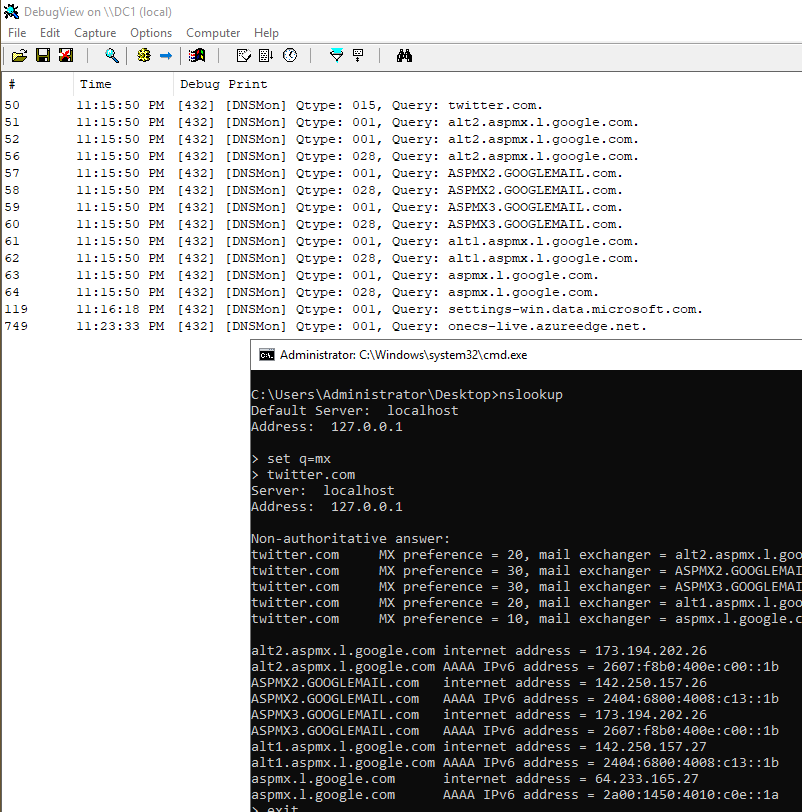 DebugView on \\DC1 (local)
File Edit Capture Options Computer Help
# Time Debug Print
50 11:15:50 PM [432] [DNSMon] Qtype: 015, Query: twitter.com.
51 11:15:50 PM [432] [DNSMon] Qtype: 001, Query: alt2.aspmx.l.google.com.
52 11:15:50 PM [432] [DNSMon] Qtype: 001, Query: alt2.aspmx.l.google.com.
56 11:15:50 PM [432] [DNSMon] Qtype: 028, Query: alt2.aspmx.l.google.com.
57 11:15:50 PM [432] [DNSMon] Qtype: 001, Query: ASPMX2.GOOGLEMAIL.com.
58 11:15:50 PM [432] [DNSMon] Qtype: 028, Query: ASPMX2.GOOGLEMAIL.com.
59 11:15:50 PM [432] [DNSMon] Qtype: 001, Query: ASPMX3.GOOGLEMAIL.com.
60 11:15:50 PM [432] [DNSMon] Qtype: 028, Query: ASPMX3.GOOGLEMAIL.com.
61 11:15:50 PM [432] [DNSMon] Qtype: 001, Query: alt1.aspmx.l.google.com.
62 11:15:50 PM [432] [DNSMon] Qtype: 028, Query: alt1.aspmx.l.google.com.
63 11:15:50 PM [432] [DNSMon] Qtype: 001, Query: aspmx.l.google.com.
64 11:15:50 PM [432] [DNSMon] Qtype: 028, Query: aspmx.l.google.com.
119 11:16:18 PM [432] [DNSMon] Qtype: 001, Query: settings-win.data.microsoft.com.
749 11:23:33 PM [432] [DNSMon] Qtype: 001, Query: onecs-live.azureedge.net.
Administrator: C:\Windows\system32\cmd.exe
C:\Users\Administrator\Desktop>nslookup
Default Server: localhost
Address: 127.0.0.1
> set q=mx
> twitter.com
Server: localhost
Address: 127.0.0.1
Non-authoritative answer:
twitter.com MX preference = 20, mail exchanger = alt2.aspmx.l.goo
twitter.com MX preference = 30, mail exchanger = ASPMX2.GOOGLEMAI
twitter.com MX preference = 30, mail exchanger = ASPMX3.GOOGLEMAI
twitter.com MX preference = 20, mail exchanger = alt1.aspmx.l.goo
twitter.com MX preference = 10, mail exchanger = aspmx.l.google.c
alt2.aspmx.l.google.com internet address = 173.194.202.26
alt2.aspmx.l.google.com AAAA IPv6 address = 2607:f8b0:400e:c00::1b
ASPMX2.GOOGLEMAIL.com internet address = 142.250.157.26
ASPMX2.GOOGLEMAIL.com AAAA IPv6 address = 2404:6800:4008:c13::1b
ASPMX3.GOOGLEMAIL.com internet address = 173.194.202.26
ASPMX3.GOOGLEMAIL.com AAAA IPv6 address = 2607:f8b0:400e:c00::1b
alt1.aspmx.l.google.com internet address = 142.250.157.27
alt1.aspmx.l.google.com AAAA IPv6 address = 2404:6800:4008:c13::1b
aspmx.l.google.com internet address = 64.233.165.27
aspmx.l.google.com AAAA IPv6 address = 2a00:1450:4010:c0e::1a
> exit